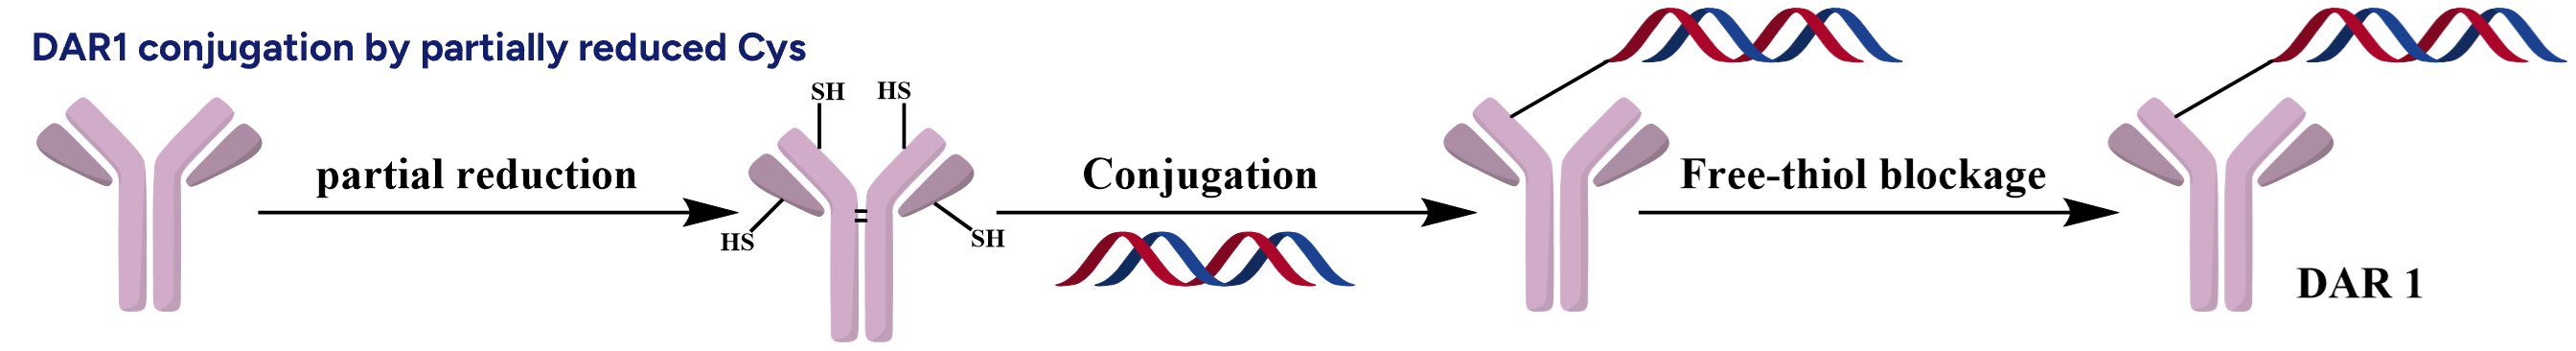 DAR1 conjugation by partially reduced Cys
partial reduction
SH
HS
HS
SH
Conjugation
Free-thiol blockage
DAR 1